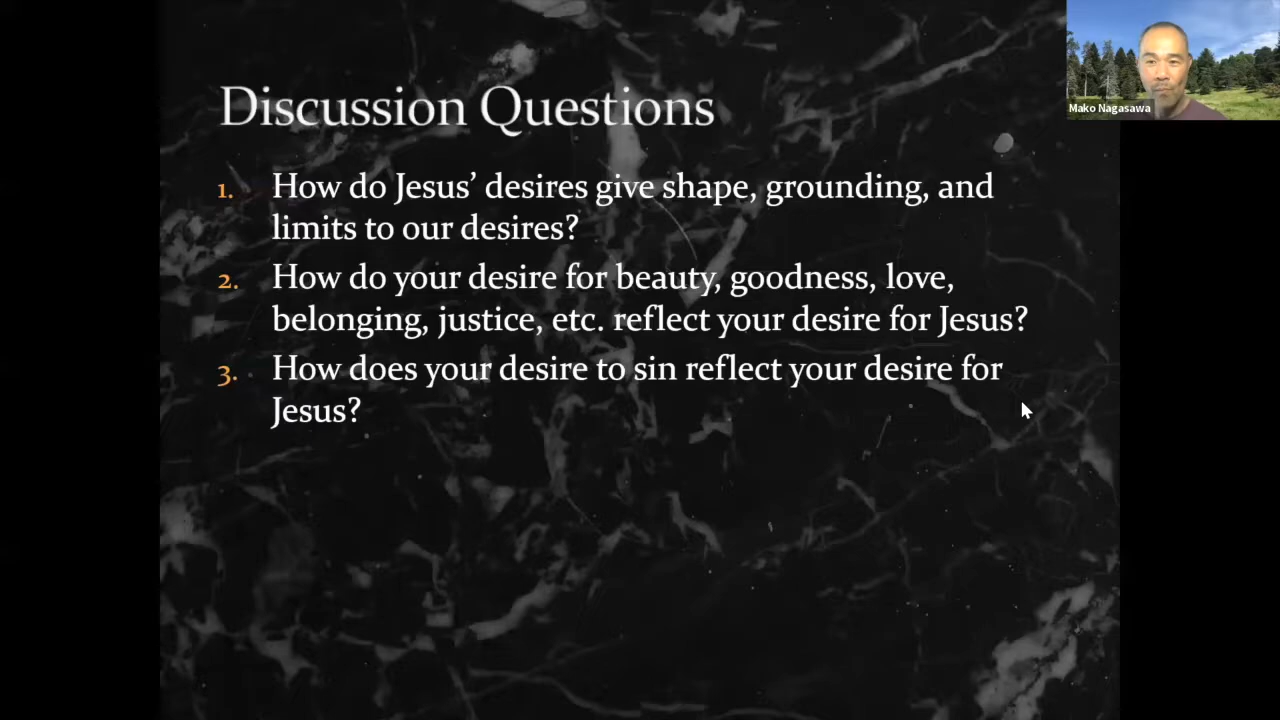 Discussion Questions
1. How do Jesus’ desires give shape, grounding, and
limits to our desires?
2. How do your desire for beauty, goodness, love,
belonging, justice, etc. reflect your desire for Jesus?
3. How does your desire to sin reflect your desire for
Jesus?
Mako Nagasawa